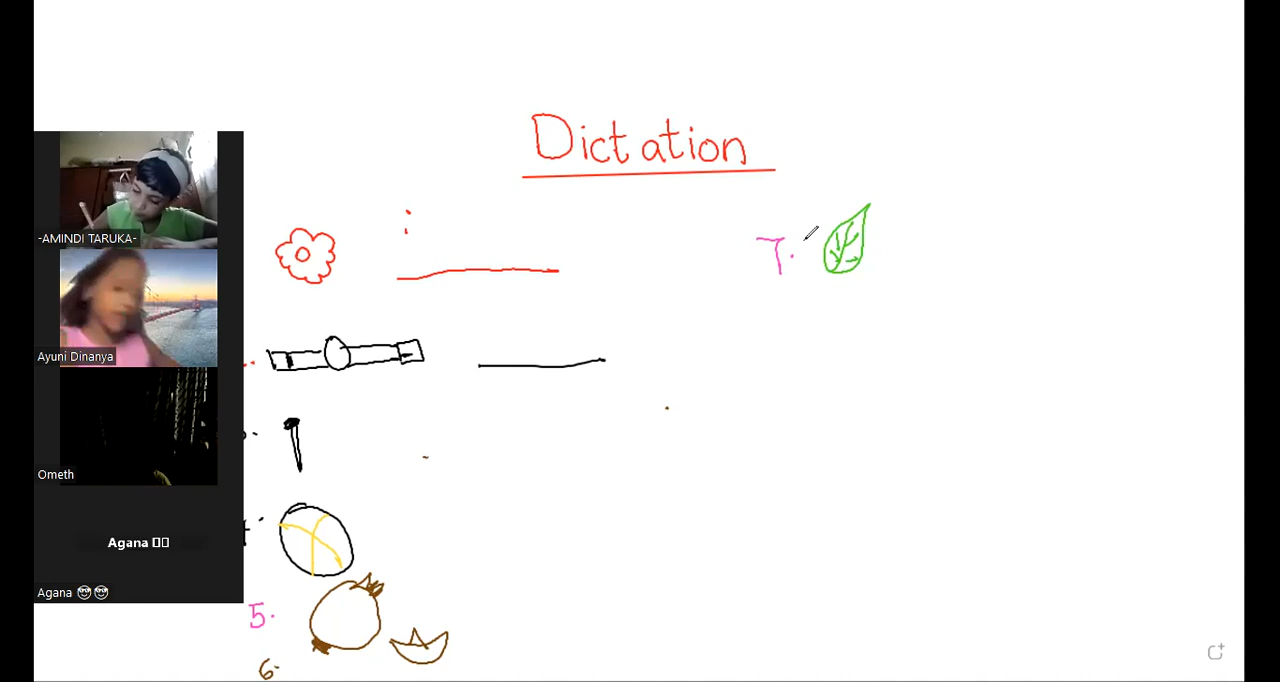 Dictation
-AMINDI TARUKA-
7.
Ayuni Dinanya
Ometh
Agana
Agana
5.
6.